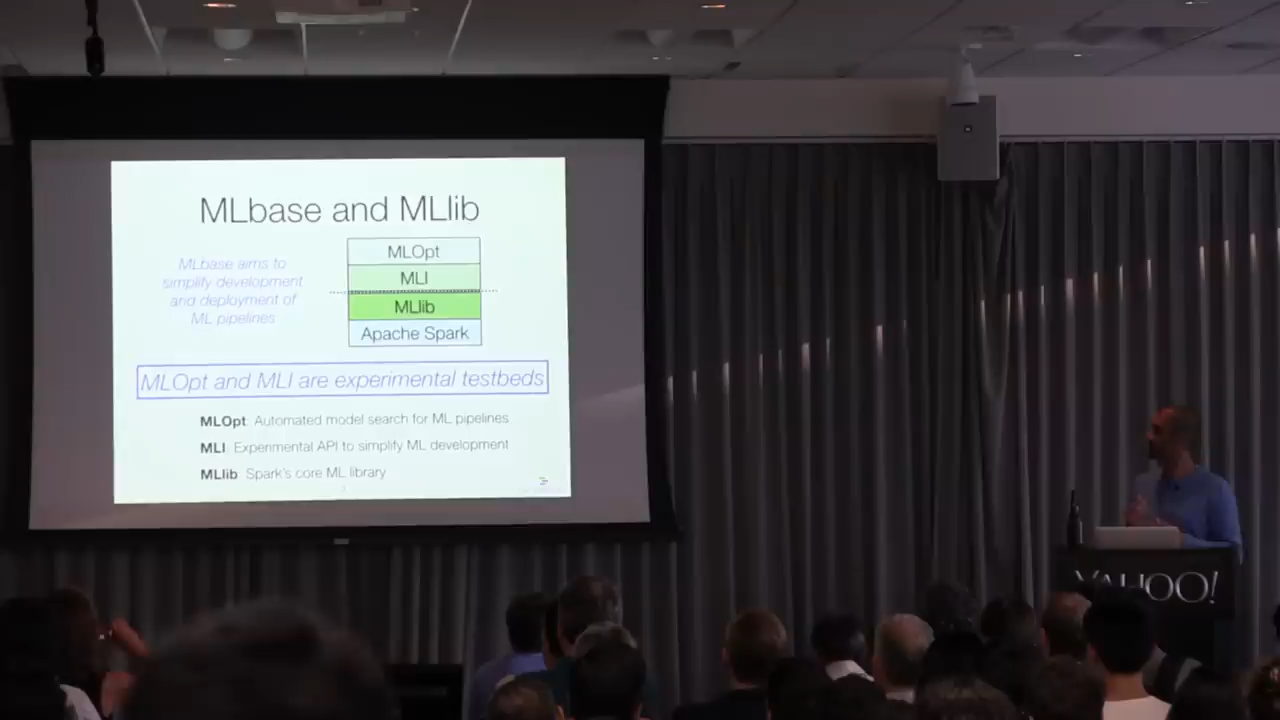 MLbase and MLlib
MLbase aims to
simplify development
and deployment of
ML pipelines
MLOpt
MLI
MLlib
Apache Spark
MLOpt and MLI are experimental testbeds
MLOpt: Automated model search for ML pipelines
MLI: Experimental API to simplify ML development
MLlib: Spark's core ML library
YAHOO!